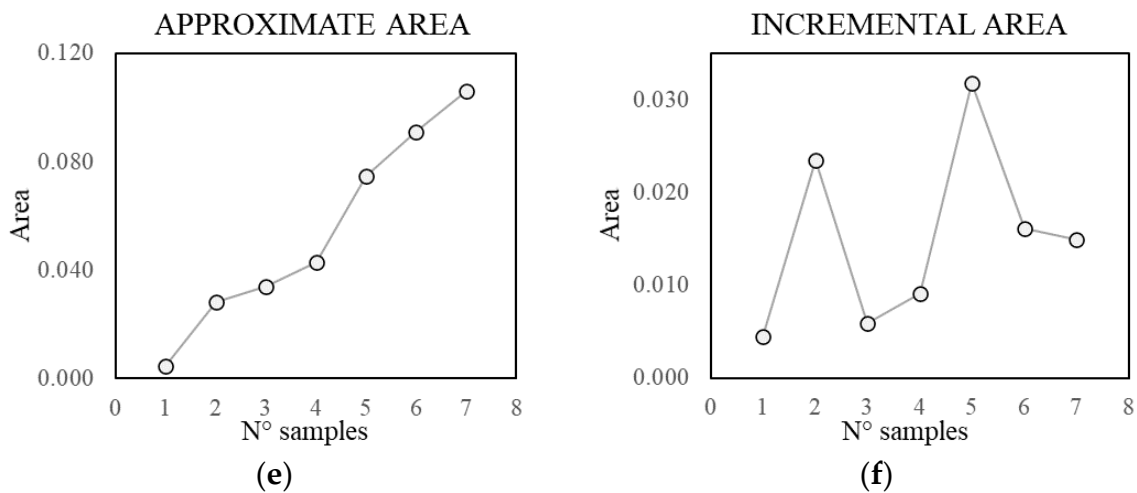 APPROXIMATE AREA
0.120
0.080
0.040
0.000
Area
0 1 2 3 4 5 6 7 8
N° samples
(e)
INCREMENTAL AREA
0.030
0.020
0.010
0.000
Area
0 1 2 3 4 5 6 7 8
N° samples
(f)